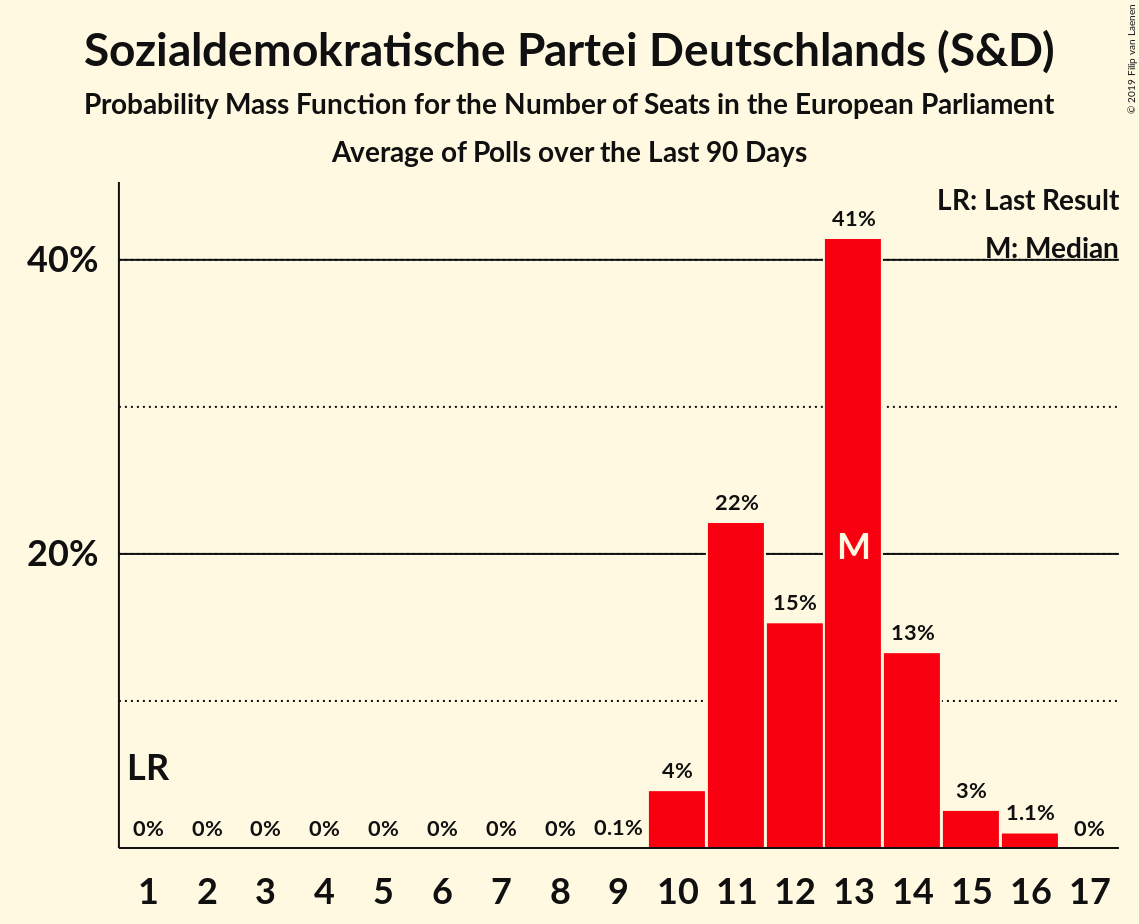 Sozialdemokratische Partei Deutschlands (S&D)
Probability Mass Function for the Number of Seats in the European Parliament
Average of Polls over the Last 90 Days
© 2019 Filip van Laenen
LR: Last Result
M: Median
40%
20%
41%
22%
M
15%
13%
LR
4%
3%
1.1%
0% 0% 0% 0% 0% 0% 0% 0% 0.1% 0%
1 2 3 4 5 6 7 8 9 10 11 12 13 14 15 16 17